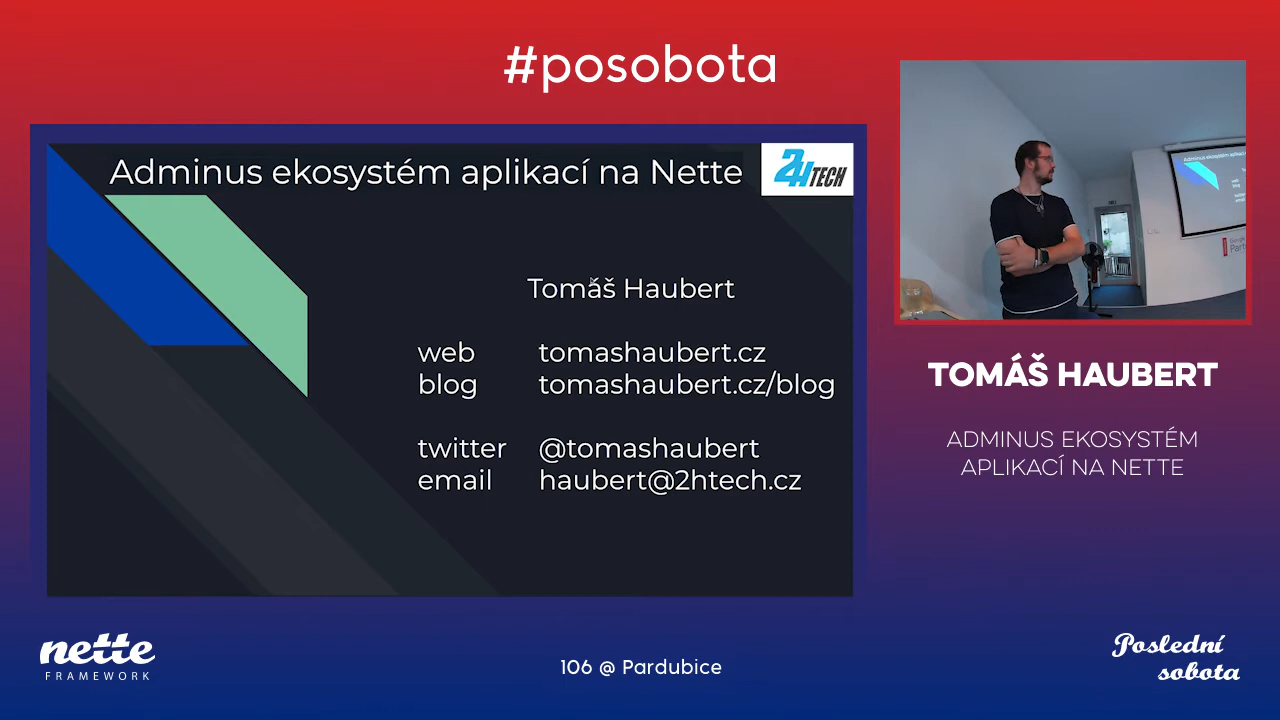 #posobota
Adminus ekosystém aplikací na Nette
2HTECH
Tomáš Haubert
web tomashaubert.cz
blog tomashaubert.cz/blog
twitter @tomashaubert
email haubert@2htech.cz
TOMÁŠ HAUBERT
ADMINUS EKOSYSTÉM
APLIKACÍ NA NETTE
nette
FRAMEWORK
106 @ Pardubice
Poslední
sobota